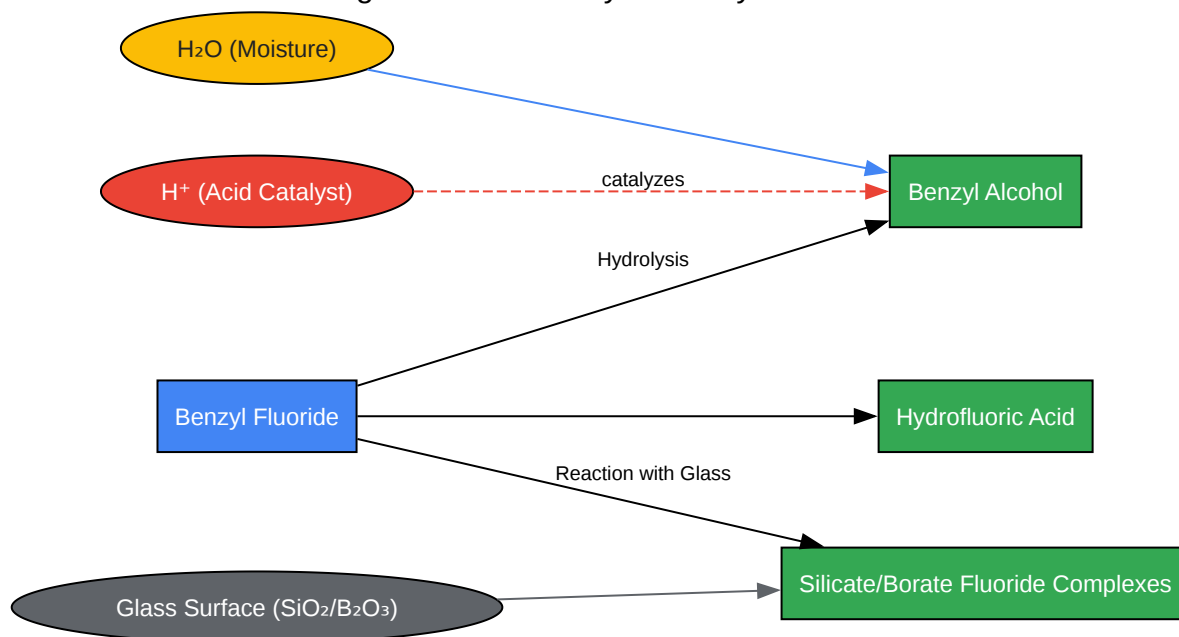 H₂O (Moisture)
H⁺ (Acid Catalyst)
catalyzes
Benzyl Alcohol
Hydrolysis
Benzyl Fluoride
Hydrofluoric Acid
Reaction with Glass
Silicate/Borate Fluoride Complexes
Glass Surface (SiO₂/B₂O₃)